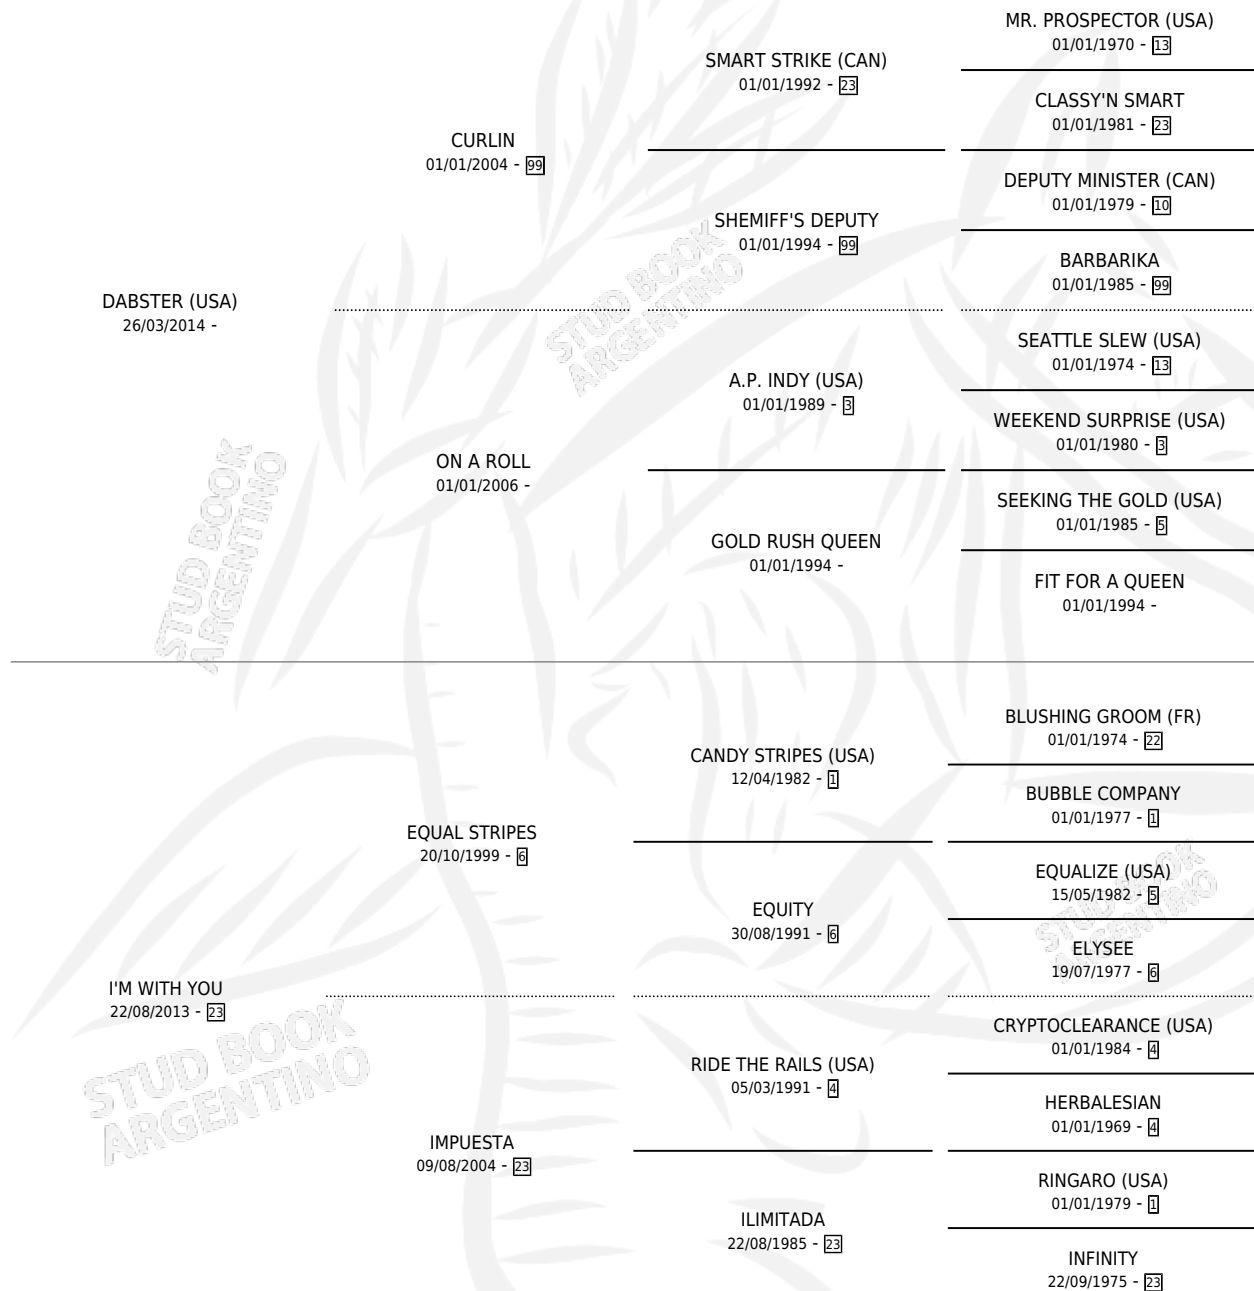 MR. PROSPECTOR (USA)
01/01/1970 - 13
SMART STRIKE (CAN)
01/01/1992 - 23
CLASSY'N SMART
01/01/1981 - 23
CURLIN
01/01/2004 - 99
DEPUTY MINISTER (CAN)
01/01/1979 - 10
SHEMIFF'S DEPUTY
01/01/1994 - 99
BARBARIKA
01/01/1985 - 99
DABSTER (USA)
26/03/2014 -
STUD BOOK
ARGENTINO
SEATTLE SLEW (USA)
01/01/1974 - 13
A.P. INDY (USA)
01/01/1989 - 3
WEEKEND SURPRISE (USA)
01/01/1980 - 3
ON A ROLL
01/01/2006 -
SEEKING THE GOLD (USA)
01/01/1985 - 5
GOLD RUSH QUEEN
01/01/1994 -
FIT FOR A QUEEN
01/01/1994 -
STUD BOOK
ARGENTINO
BLUSHING GROOM (FR)
01/01/1974 - 22
CANDY STRIPES (USA)
12/04/1982 - 1
BUBBLE COMPANY
01/01/1977 - 1
EQUAL STRIPES
20/10/1999 - 6
EQUALIZE (USA)
15/05/1982 - 5
EQUITY
30/08/1991 - 6
ELYSEE
19/07/1977 - 6
STUD BOOK
ARGENTINO
I'M WITH YOU
22/08/2013 - 23
CRYPTOCLEARANCE (USA)
01/01/1984 - 4
RIDE THE RAILS (USA)
05/03/1991 - 4
HERBALESIAN
01/01/1969 - 4
STUD BOOK
ARGENTINO
IMPUESTA
09/08/2004 - 23
RINGARO (USA)
01/01/1979 - 1
ILIMITADA
22/08/1985 - 23
INFINITY
22/09/1975 - 23